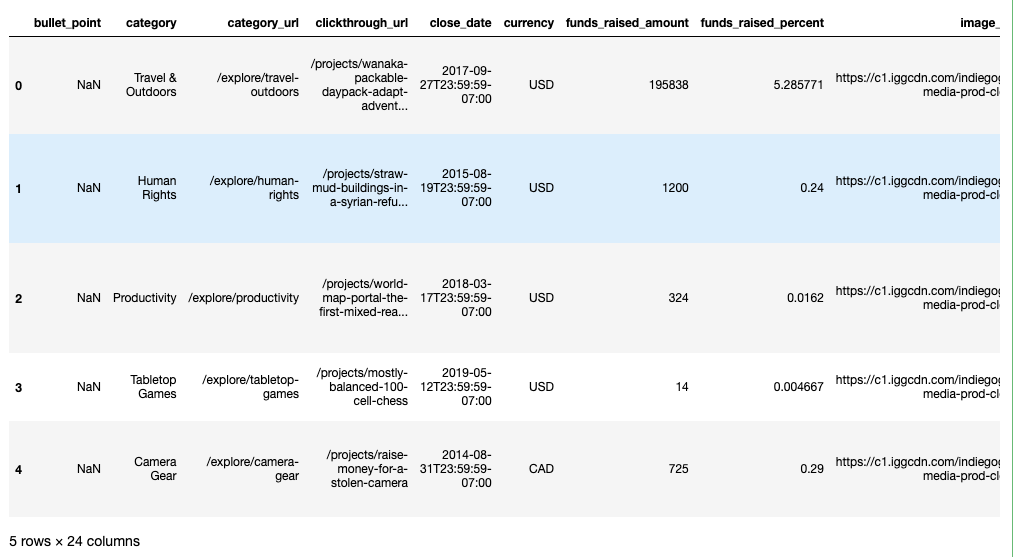 bullet_point category category_url clickthrough_url close_date currency funds_raised_amount funds_raised_percent image_
/projects/wanaka-
packable-
daypack-adapt-
advent...
2017-09-
27T23:59:59-
07:00
0 NaN Travel &
Outdoors
/explore/travel-
outdoors
USD 195838 5.285771 https://c1.iggcdn.com/indiegog
media-prod-cl
1 NaN Human
Rights
/explore/human-
rights
/projects/straw-
mud-buildings-in-
a-syrian-refu...
2015-08-
19T23:59:59-
07:00
USD 1200 0.24 https://c1.iggcdn.com/indiegog
media-prod-cl
2 NaN Productivity /explore/productivity
/projects/world-
map-portal-the-
first-mixed-rea...
2018-03-
17T23:59:59-
07:00
USD 324 0.0162 https://c1.iggcdn.com/indiegog
media-prod-cl
3 NaN Tabletop
Games
/explore/tabletop-
games
/projects/mostly-
balanced-100-
cell-chess
2019-05-
12T23:59:59-
07:00
USD 14 0.004667 https://c1.iggcdn.com/indiegog
media-prod-cl
4 NaN Camera
Gear
/explore/camera-
gear
/projects/raise-
money-for-a-
stolen-camera
2014-08-
31T23:59:59-
07:00
CAD 725 0.29 https://c1.iggcdn.com/indiegog
media-prod-cl
5 rows × 24 columns